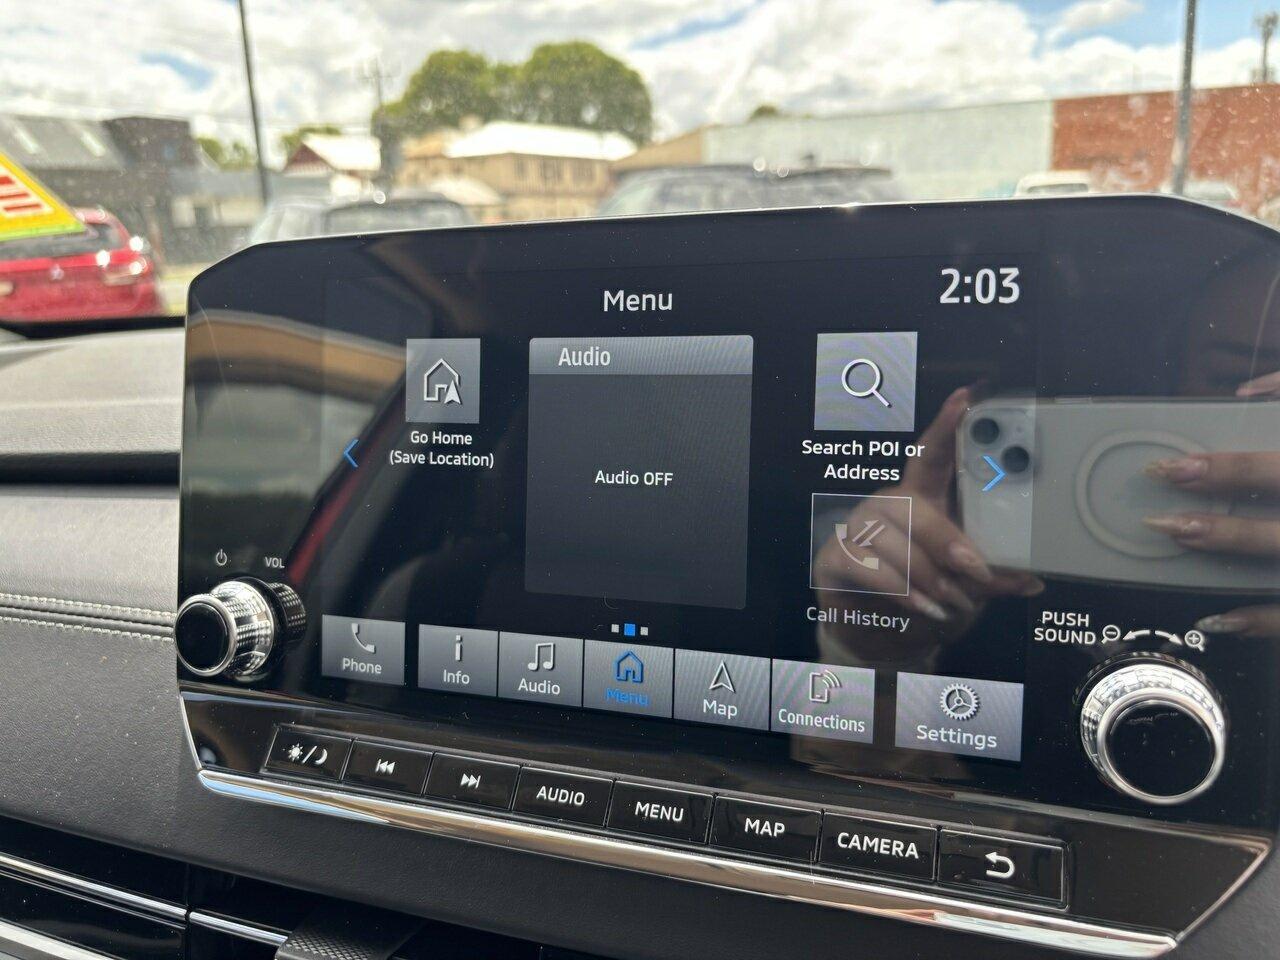 Menu
2:03
Go Home
(Save Location)
Audio
Audio OFF
Search POI or
Address
Call History
VOL
PUSH
SOUND
Phone
Info
Audio
Menu
Map
Connections
Settings
AUDIO
MENU
MAP
CAMERA